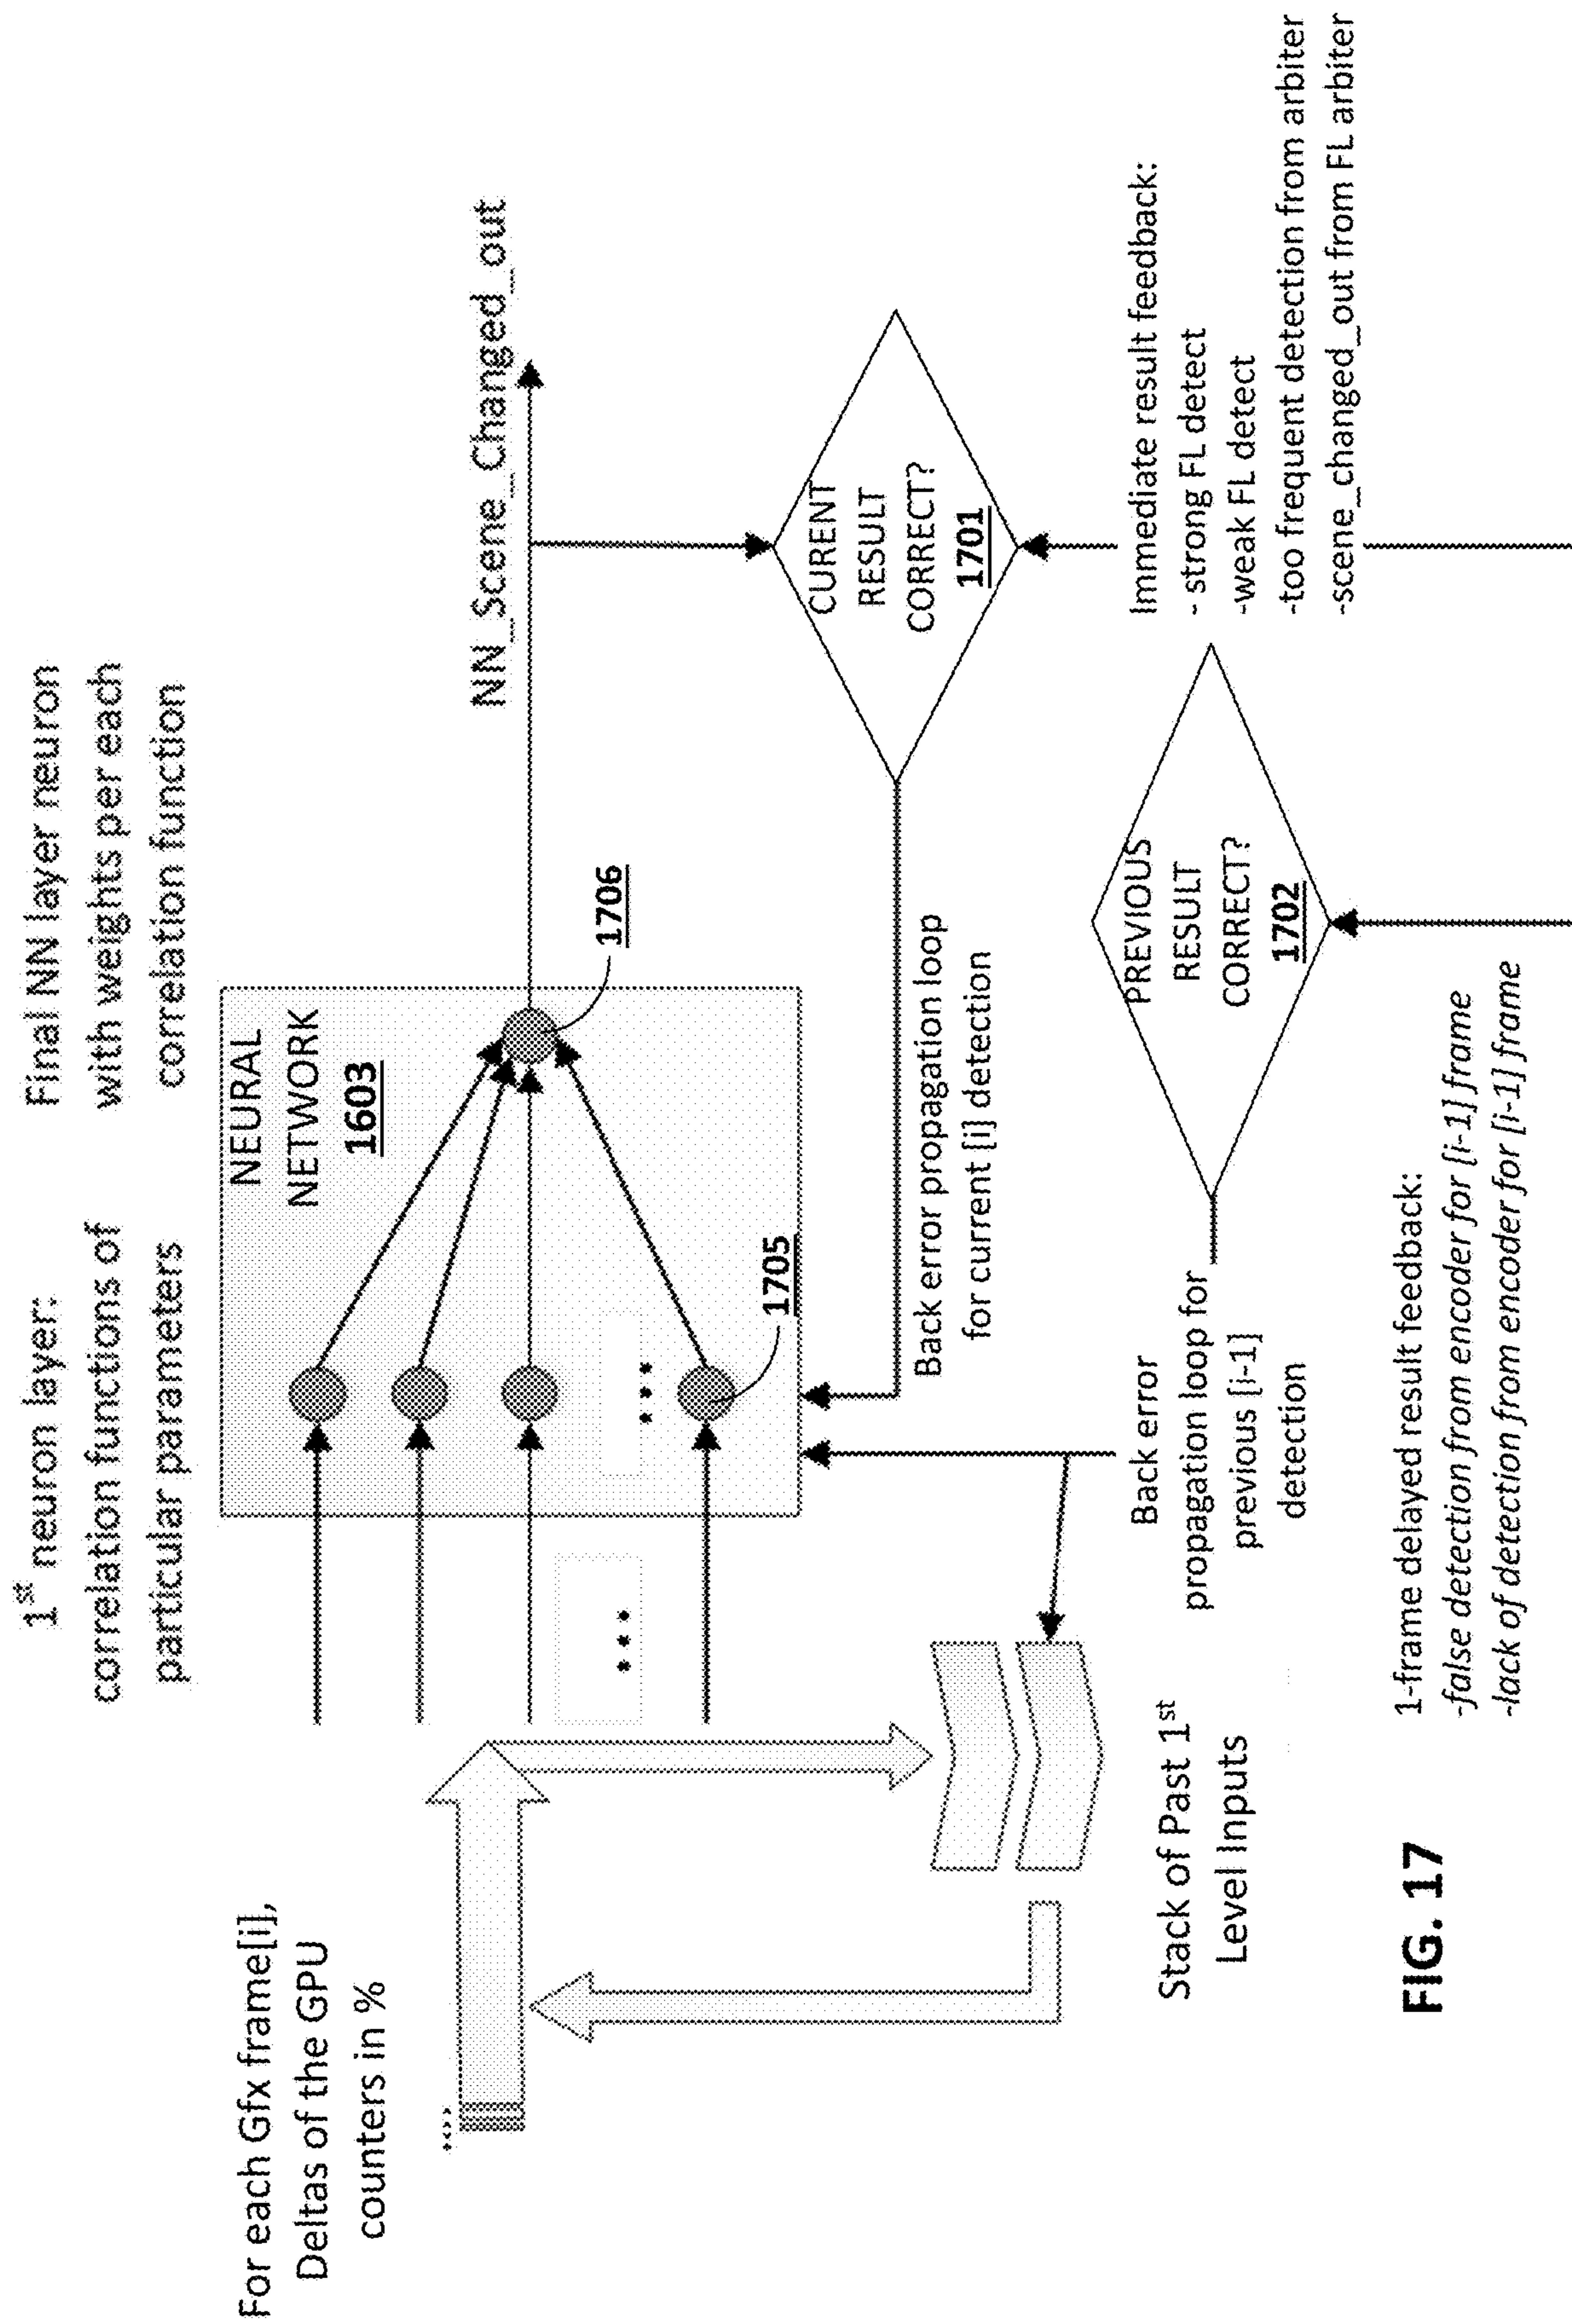 For each Gfx frame[i],
Deltas of the GPU
counters in %
1st neuron layer:
correlation functions of
particular parameters
Final NN layer neuron
with weights per each
correlation function
NEURAL
NETWORK
1603
1705
1706
NN_Scene_Changed_out
CURENT
RESULT
CORRECT?
1701
Back error propagation loop
for current [i] detection
Stack of Past 1st
Level Inputs
Back error
propagation loop for
previous [i-1]
detection
PREVIOUS
RESULT
CORRECT?
1702
Immediate result feedback:
- strong FL detect
-weak FL detect
-too frequent detection from arbiter
-scene_changed_out from FL arbiter
1-frame delayed result feedback:
-false detection from encoder for [i-1] frame
-lack of detection from encoder for [i-1] frame
FIG. 17